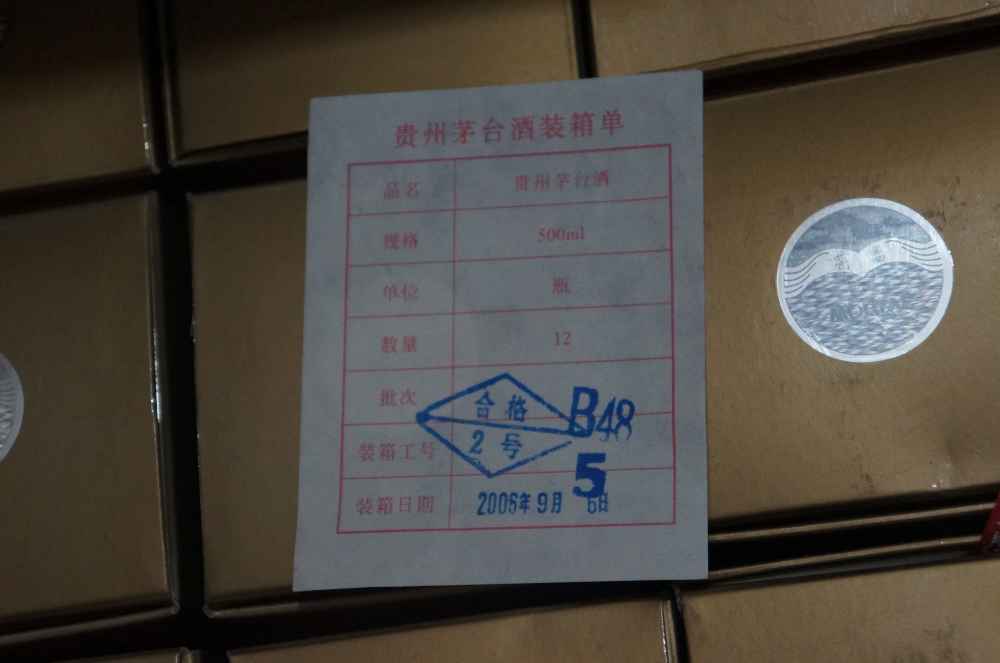 贵州茅台酒装箱单
品名 贵州茅台酒
规格 500ml
单位 瓶
数量 12
批次
合格
B48
装箱工号
2号
5
装箱日期 2006年9月 6日